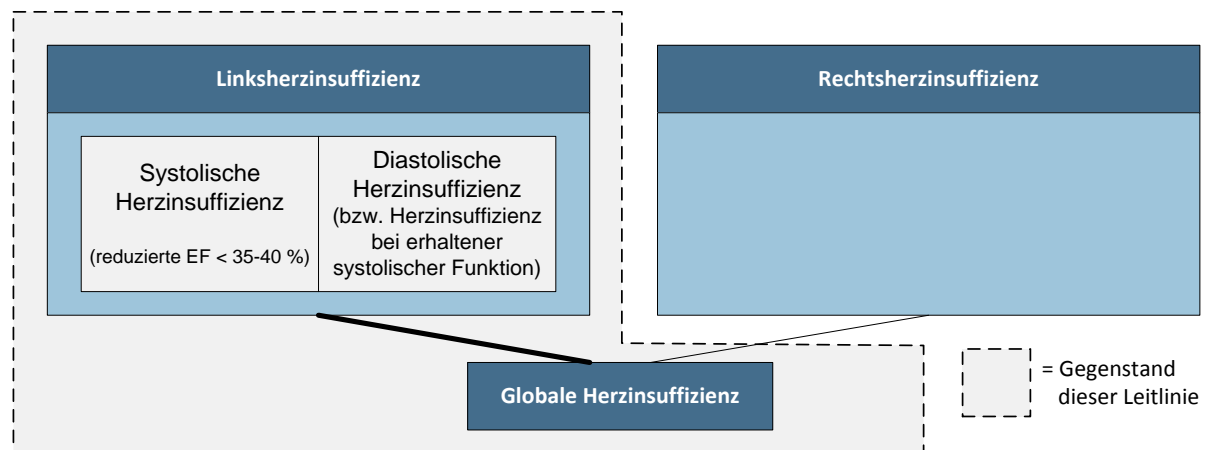 Linksherzinsuffizienz
Systolische
Herzinsuffizienz
(reduzierte EF < 35-40 %)
Diastolische
Herzinsuffizienz
(bzw. Herzinsuffizienz
bei erhaltener
systolischer Funktion)
Rechtsherzinsuffizienz
Globale Herzinsuffizienz
= Gegenstand
dieser Leitlinie